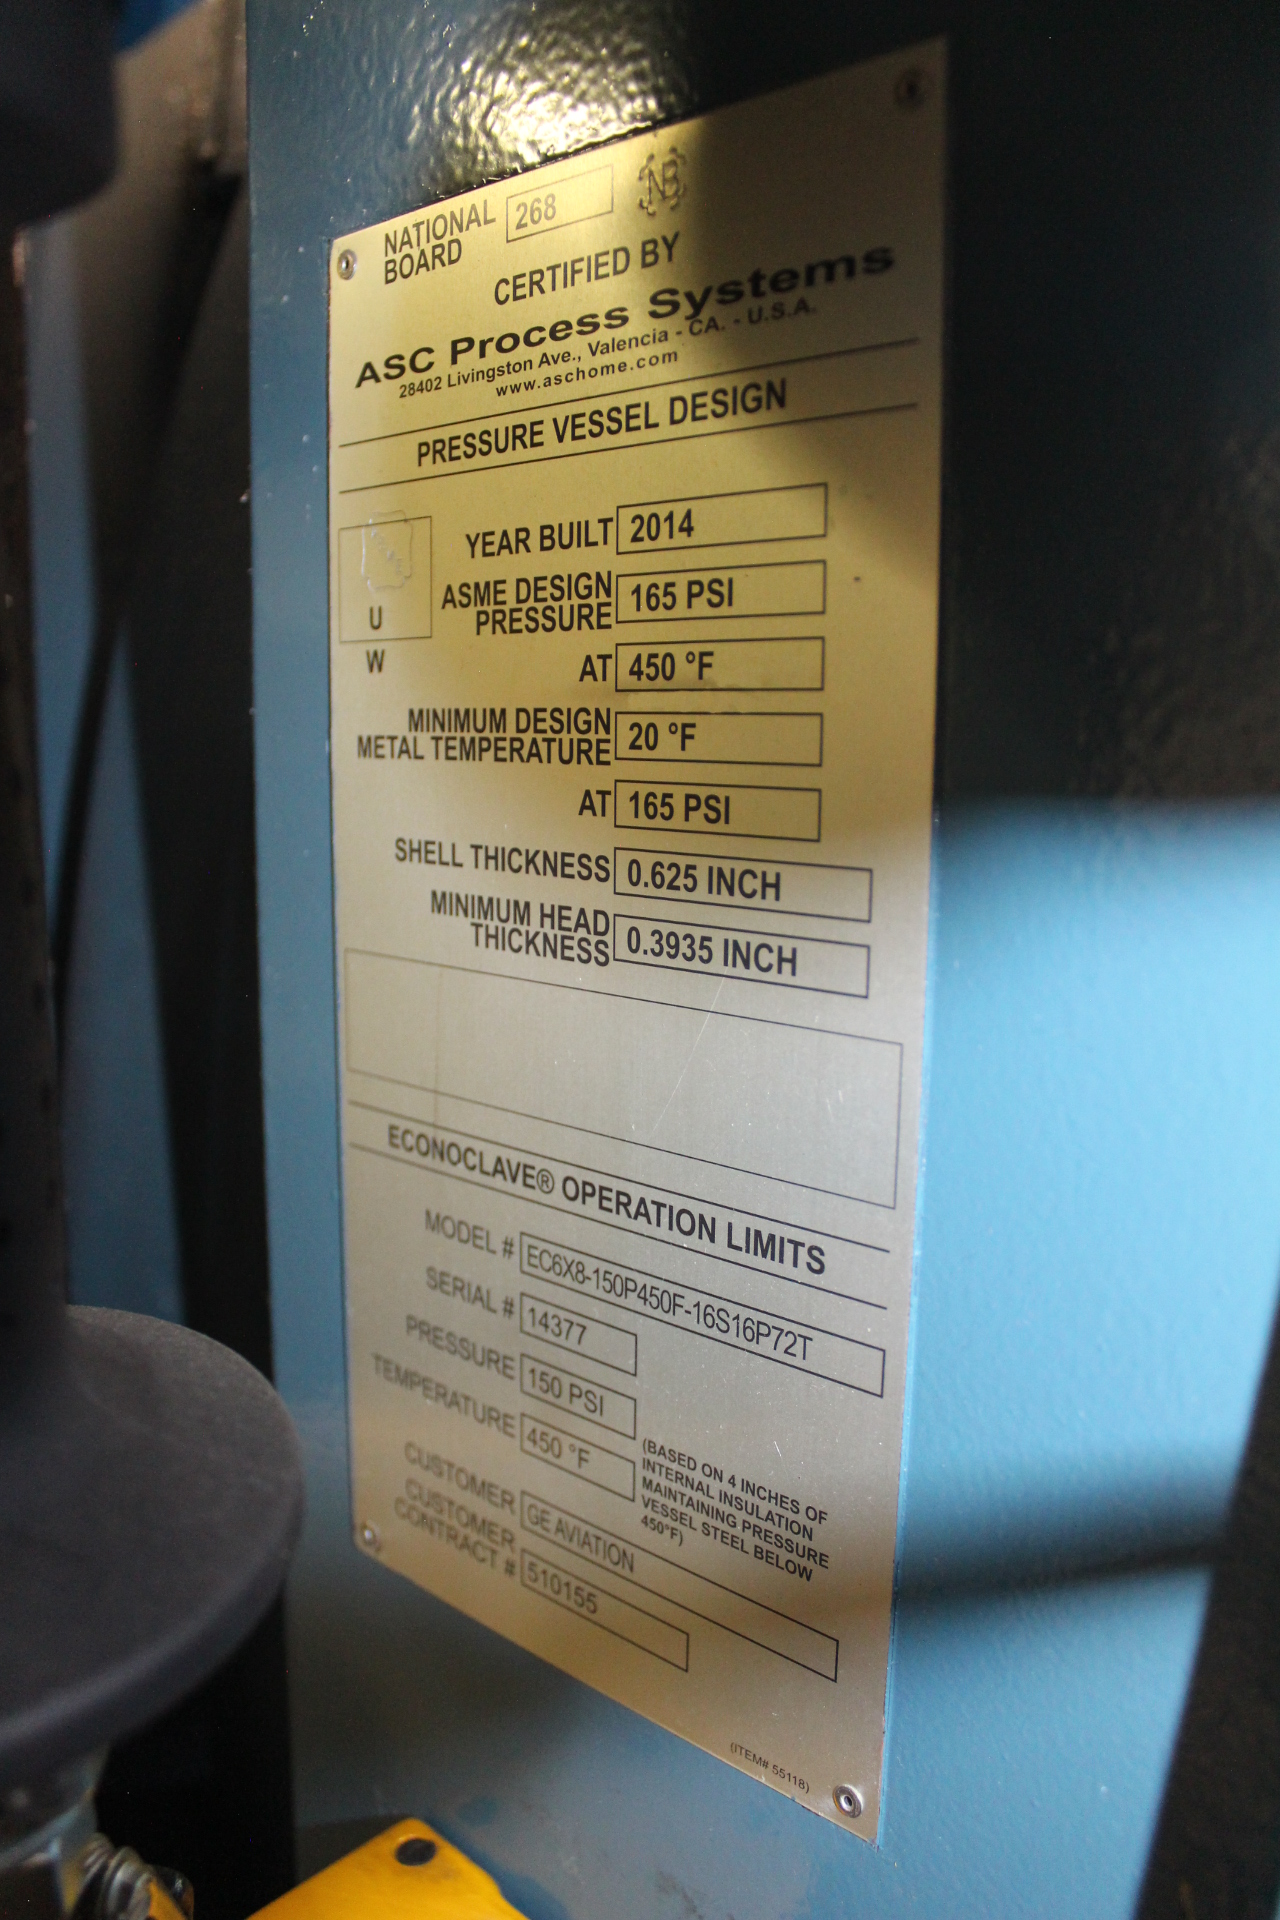 NATIONAL BOARD 268 NB
CERTIFIED BY
ASC Process Systems
28402 Livingston Ave., Valencia - CA. - U.S.A.
www.aschome.com
PRESSURE VESSEL DESIGN
U
W
YEAR BUILT 2014
ASME DESIGN
PRESSURE 165 PSI
AT 450 °F
MINIMUM DESIGN
METAL TEMPERATURE 20 °F
AT 165 PSI
SHELL THICKNESS 0.625 INCH
MINIMUM HEAD
THICKNESS 0.3935 INCH
ECONOCLAVE® OPERATION LIMITS
MODEL # EC6X8-150P450F-16S16P72T
SERIAL # 14377
PRESSURE 150 PSI
TEMPERATURE 450 °F
(BASED ON 4 INCHES OF
INTERNAL INSULATION
MAINTAINING PRESSURE
VESSEL STEEL BELOW
450°F)
CUSTOMER GE AVIATION
CUSTOMER
CONTRACT # 510155
(ITEM# 55118)